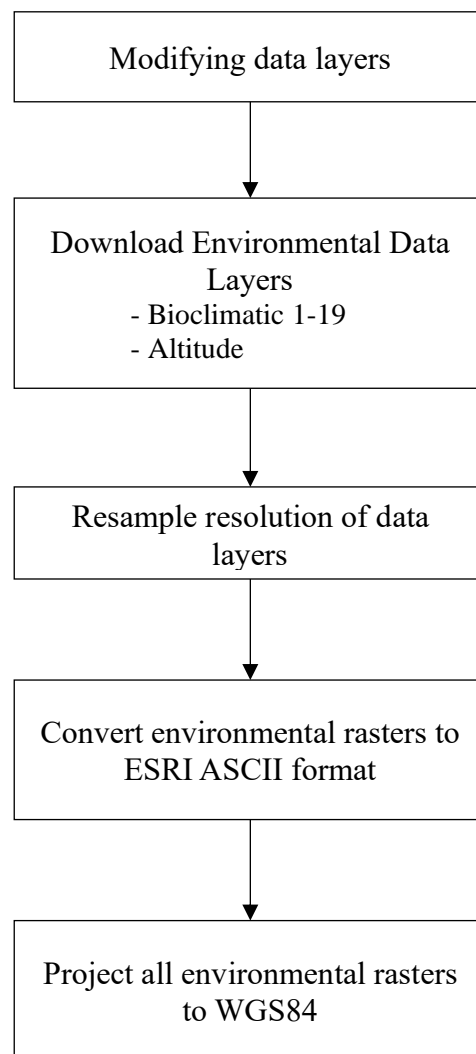 Modifying data layers
Download Environmental Data
Layers
- Bioclimatic 1-19
- Altitude
Resample resolution of data
layers
Convert environmental rasters to
ESRI ASCII format
Project all environmental rasters
to WGS84